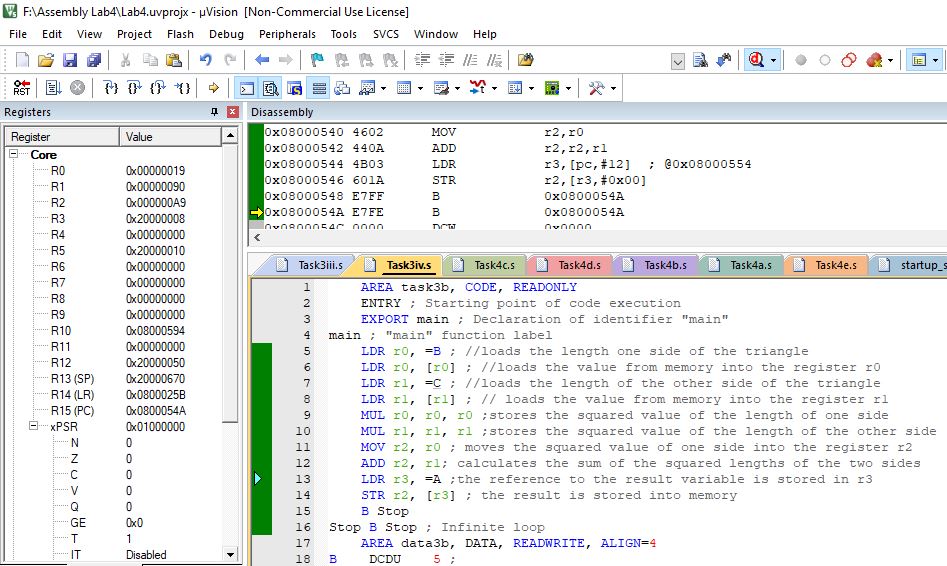 F:\Assembly Lab4\Lab4.uvprojx - µVision [Non-Commercial Use License]
File Edit View Project Flash Debug Peripherals Tools SVCS Window Help
RST
Registers
Register Value
Core
R0 0x00000019
R1 0x00000090
R2 0x000000A9
R3 0x20000008
R4 0x00000000
R5 0x20000010
R6 0x00000000
R7 0x00000000
R8 0x00000000
R9 0x00000000
R10 0x08000594
R11 0x00000000
R12 0x20000050
R13 (SP) 0x20000670
R14 (LR) 0x0800025B
R15 (PC) 0x0800054A
xPSR 0x01000000
N 0
Z 0
C 0
V 0
Q 0
GE 0x0
T 1
IT Disabled
Disassembly
0x08000540 4602 MOV r2,r0
0x08000542 440A ADD r2,r2,r1
0x08000544 4B03 LDR r3,[pc,#12] ; @0x08000554
0x08000546 601A STR r2,[r3,#0x00]
0x08000548 E7FF B 0x0800054A
0x0800054A E7FE B 0x0800054A
0x0800054C 0000 DCW 0x0000
Task3iii.s Task3iv.s Task4c.s Task4d.s Task4b.s Task4a.s Task4e.s startup_s
1 AREA task3b, CODE, READONLY
2 ENTRY ; Starting point of code execution
3 EXPORT main ; Declaration of identifier "main"
4 main ; "main" function label
5 LDR r0, =B ; //loads the length one side of the triangle
6 LDR r0, [r0] ; //loads the value from memory into the register r0
7 LDR r1, =C ; //loads the length of the other side of the triangle
8 LDR r1, [r1] ; // loads the value from memory into the register r1
9 MUL r0, r0, r0 ;stores the squared value of the length of one side
10 MUL r1, r1, r1 ;stores the squared value of the length of the other side
11 MOV r2, r0 ; moves the squared value of one side into the register r2
12 ADD r2, r1; calculates the sum of the squared lengths of the two sides
13 LDR r3, =A ;the reference to the result variable is stored in r3
14 STR r2, [r3] ; the result is stored into memory
15 B Stop
16 Stop B Stop ; Infinite loop
17 AREA data3b, DATA, READWRITE, ALIGN=4
18 B DCDU 5 ;